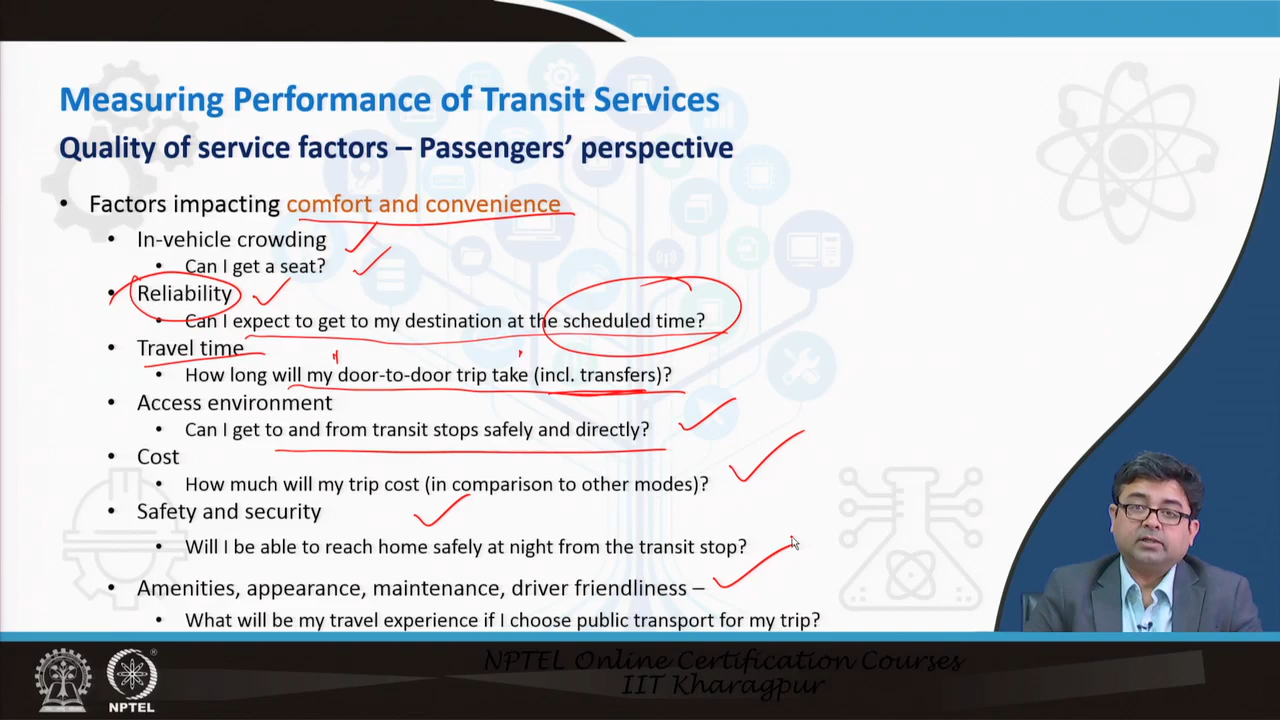 Measuring Performance of Transit Services
Quality of service factors – Passengers' perspective
• Factors impacting comfort and convenience
• In-vehicle crowding
• Can I get a seat?
• Reliability
• Can I expect to get to my destination at the scheduled time?
• Travel time
• How long will my door-to-door trip take (incl. transfers)?
• Access environment
• Can I get to and from transit stops safely and directly?
• Cost
• How much will my trip cost (in comparison to other modes)?
• Safety and security
• Will I be able to reach home safely at night from the transit stop?
• Amenities, appearance, maintenance, driver friendliness –
• What will be my travel experience if I choose public transport for my trip?
NPTEL Online Certification Courses
IIT Kharagpur
NPTEL